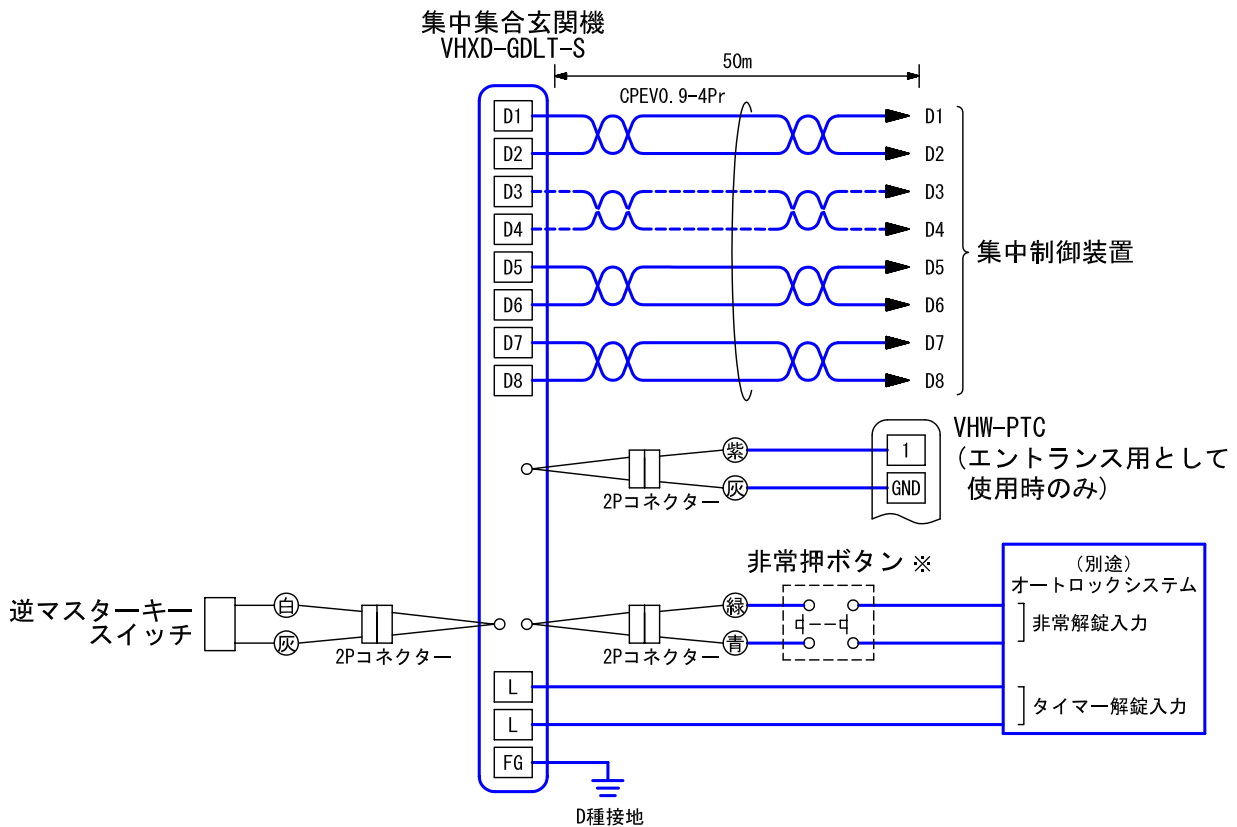 集中集合玄関機
VHXD-GDLT-S
50m
CPEV0.9-4Pr
D1
D2
D3
D4
D5
D6
D7
D8
D1
D2
D3
D4
D5
D6
D7
D8
集中制御装置
VHW-PTC
(エントランス用として
使用時のみ)
紫
灰
1
GND
2Pコネクター
非常押ボタン ※
(別途)
オートロックシステム
非常解錠入力
タイマー解錠入力
逆マスターキー
スイッチ
白
灰
2Pコネクター
緑
青
2Pコネクター
L
L
FG
D種接地